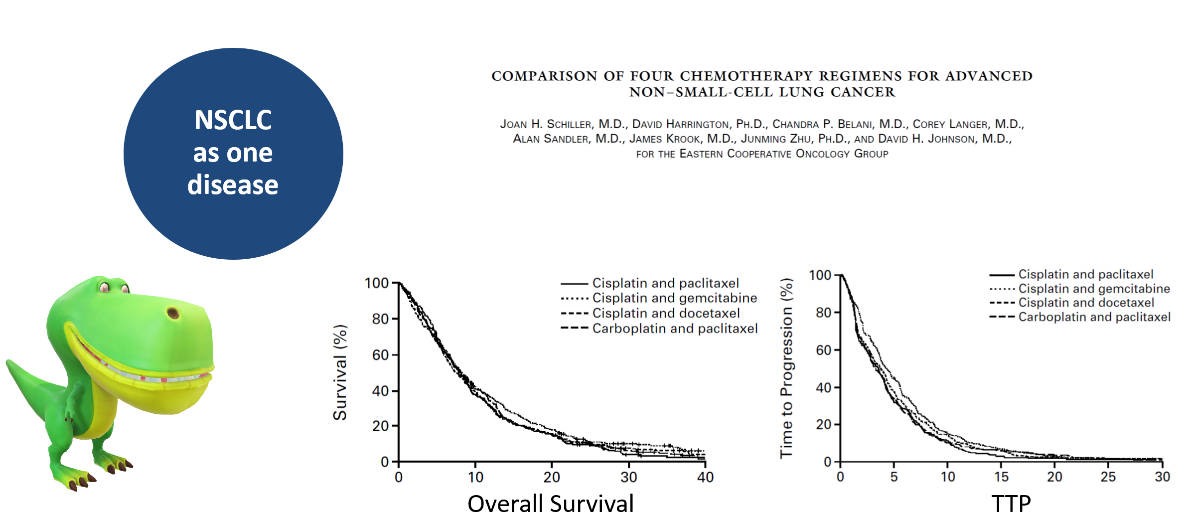 NSCLC
as one
disease
COMPARISON OF FOUR CHEMOTHERAPY REGIMENS FOR ADVANCED
NON–SMALL-CELL LUNG CANCER
JOAN H. SCHILLER, M.D., DAVID HARRINGTON, PH.D., CHANDRA P. BELANI, M.D., COREY LANGER, M.D.,
ALAN SANDLER, M.D., JAMES KROOK, M.D., JUNMING ZHU, PH.D., AND DAVID H. JOHNSON, M.D.,
FOR THE EASTERN COOPERATIVE ONCOLOGY GROUP
Survival (%)
100
80
60
40
20
0
Cisplatin and paclitaxel
Cisplatin and gemcitabine
Cisplatin and docetaxel
Carboplatin and paclitaxel
0 10 20 30 40
Overall Survival
Time to Progression (%)
100
80
60
40
20
0
Cisplatin and paclitaxel
Cisplatin and gemcitabine
Cisplatin and docetaxel
Carboplatin and paclitaxel
0 5 10 15 20 25 30
TTP